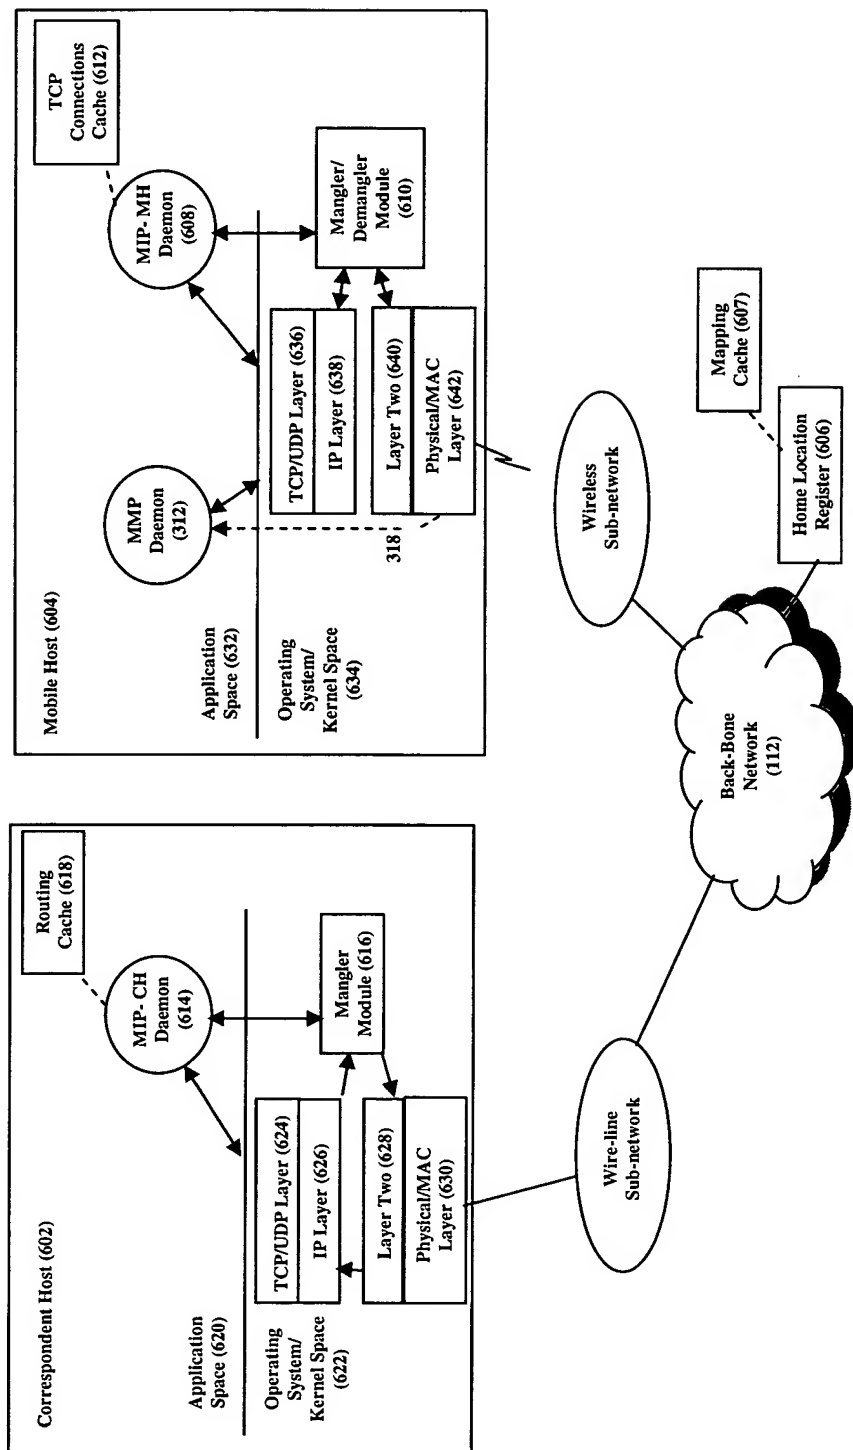 Correspondent Host (602)
Routing
Cache (618)
MIP- CH
Daemon
(614)
Application
Space (620)
Operating
System/
Kernel Space
(622)
TCP/UDP Layer (624)
IP Layer (626)
Layer Two (628)
Physical/MAC
Layer (630)
Mangler
Module (616)
Wire-line
Sub-network
Mobile Host (604)
TCP
Connections
Cache (612)
MMP
Daemon
(312)
MIP- MH
Daemon
(608)
Application
Space (632)
Operating
System/
Kernel Space
(634)
318
TCP/UDP Layer (636)
IP Layer (638)
Layer Two (640)
Physical/MAC
Layer (642)
Mangler/
Demangler
Module
(610)
Wireless
Sub-network
Back-Bone
Network
(112)
Mapping
Cache (607)
Home Location
Register (606)